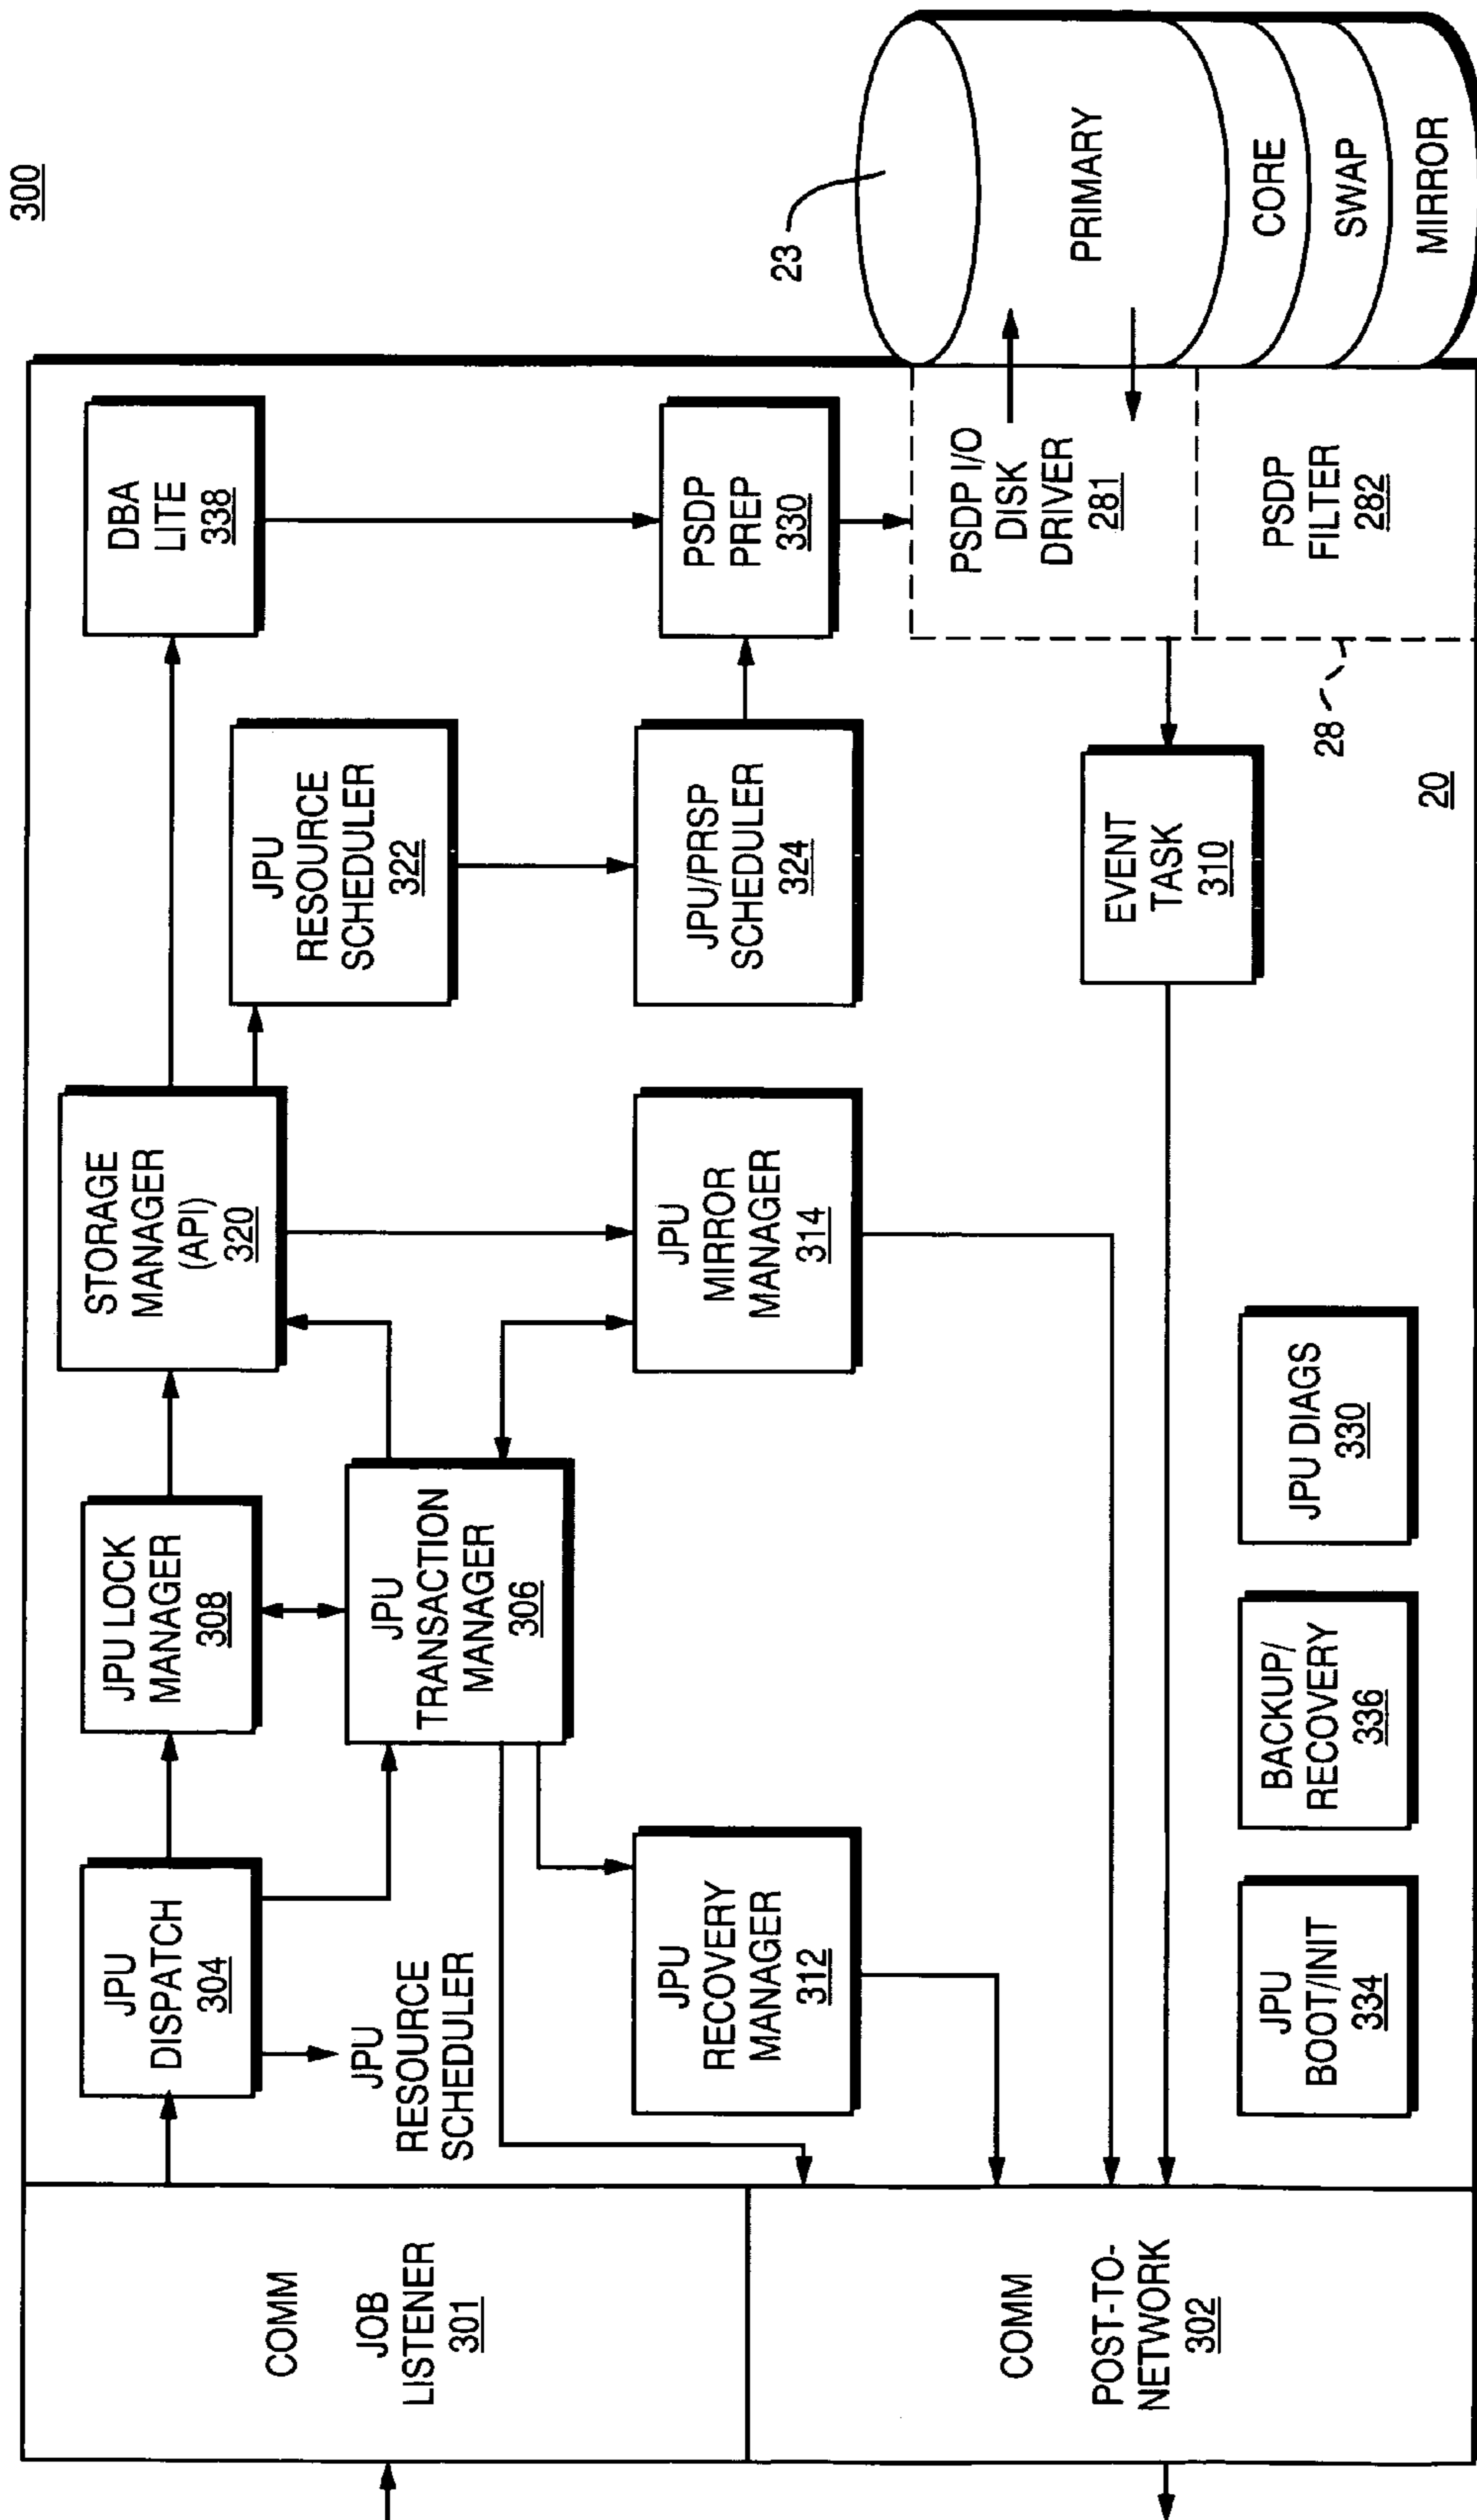 300
COMM
JOB
LISTENER
301
COMM
POST-TO-
NETWORK
302
JPU
DISPATCH
304
JPU
RESOURCE
SCHEDULER
JPU LOCK
MANAGER
308
JPU
TRANSACTION
MANAGER
306
JPU
RECOVERY
MANAGER
312
STORAGE
MANAGER
(API)
320
JPU
MIRROR
MANAGER
314
JPU
RESOURCE
SCHEDULER
322
JPU/PRSP
SCHEDULER
324
DBA
LITE
338
PSDP
PREP
330
PSDP I/O
DISK
DRIVER
281
PSDP
FILTER
282
EVENT
TASK
310
28
20
JPU
BOOT/INIT
334
BACKUP/
RECOVERY
336
JPU DIAGS
330
23
PRIMARY
CORE
SWAP
MIRROR